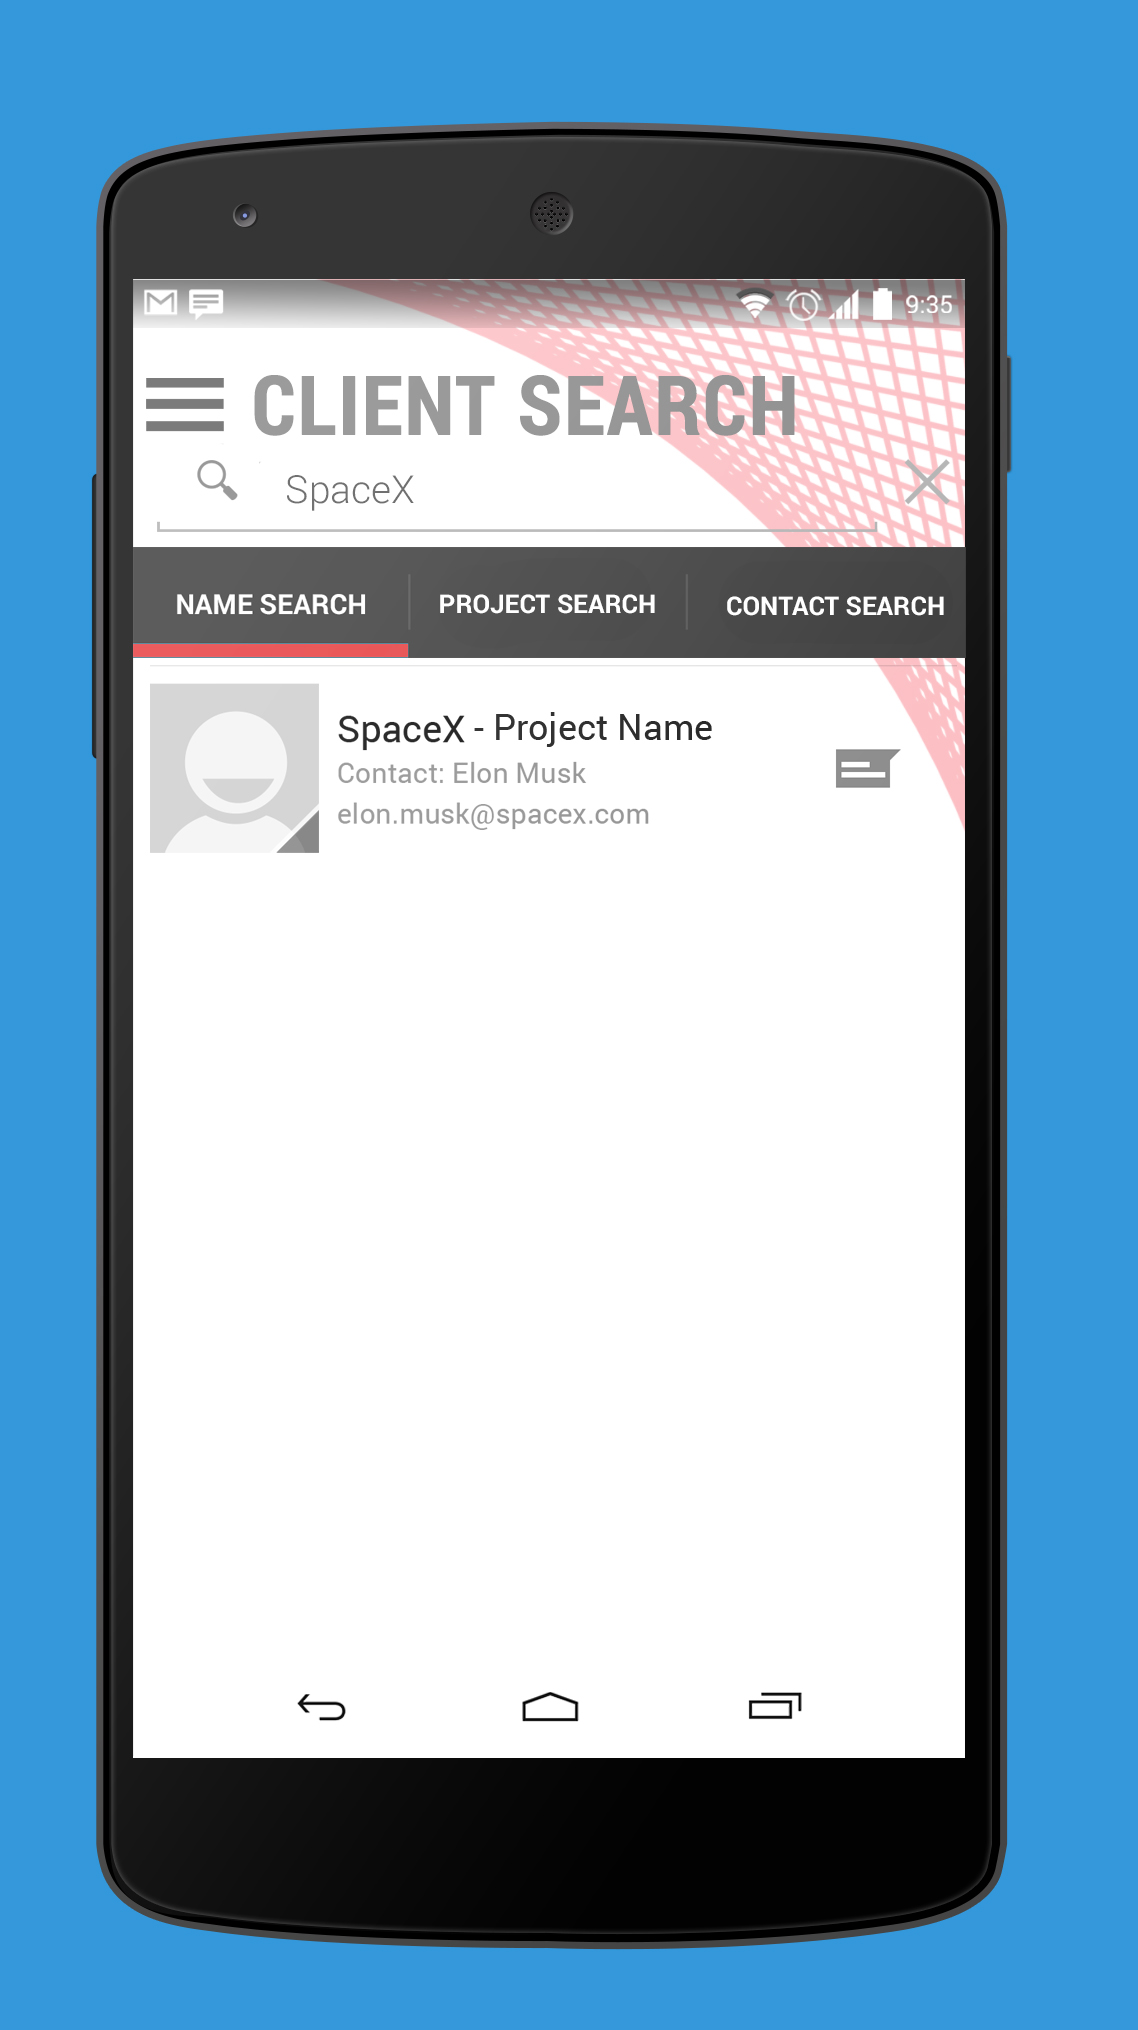 9:35
CLIENT SEARCH
SpaceX
NAME SEARCH
PROJECT SEARCH
CONTACT SEARCH
SpaceX - Project Name
Contact: Elon Musk
elon.musk@spacex.com